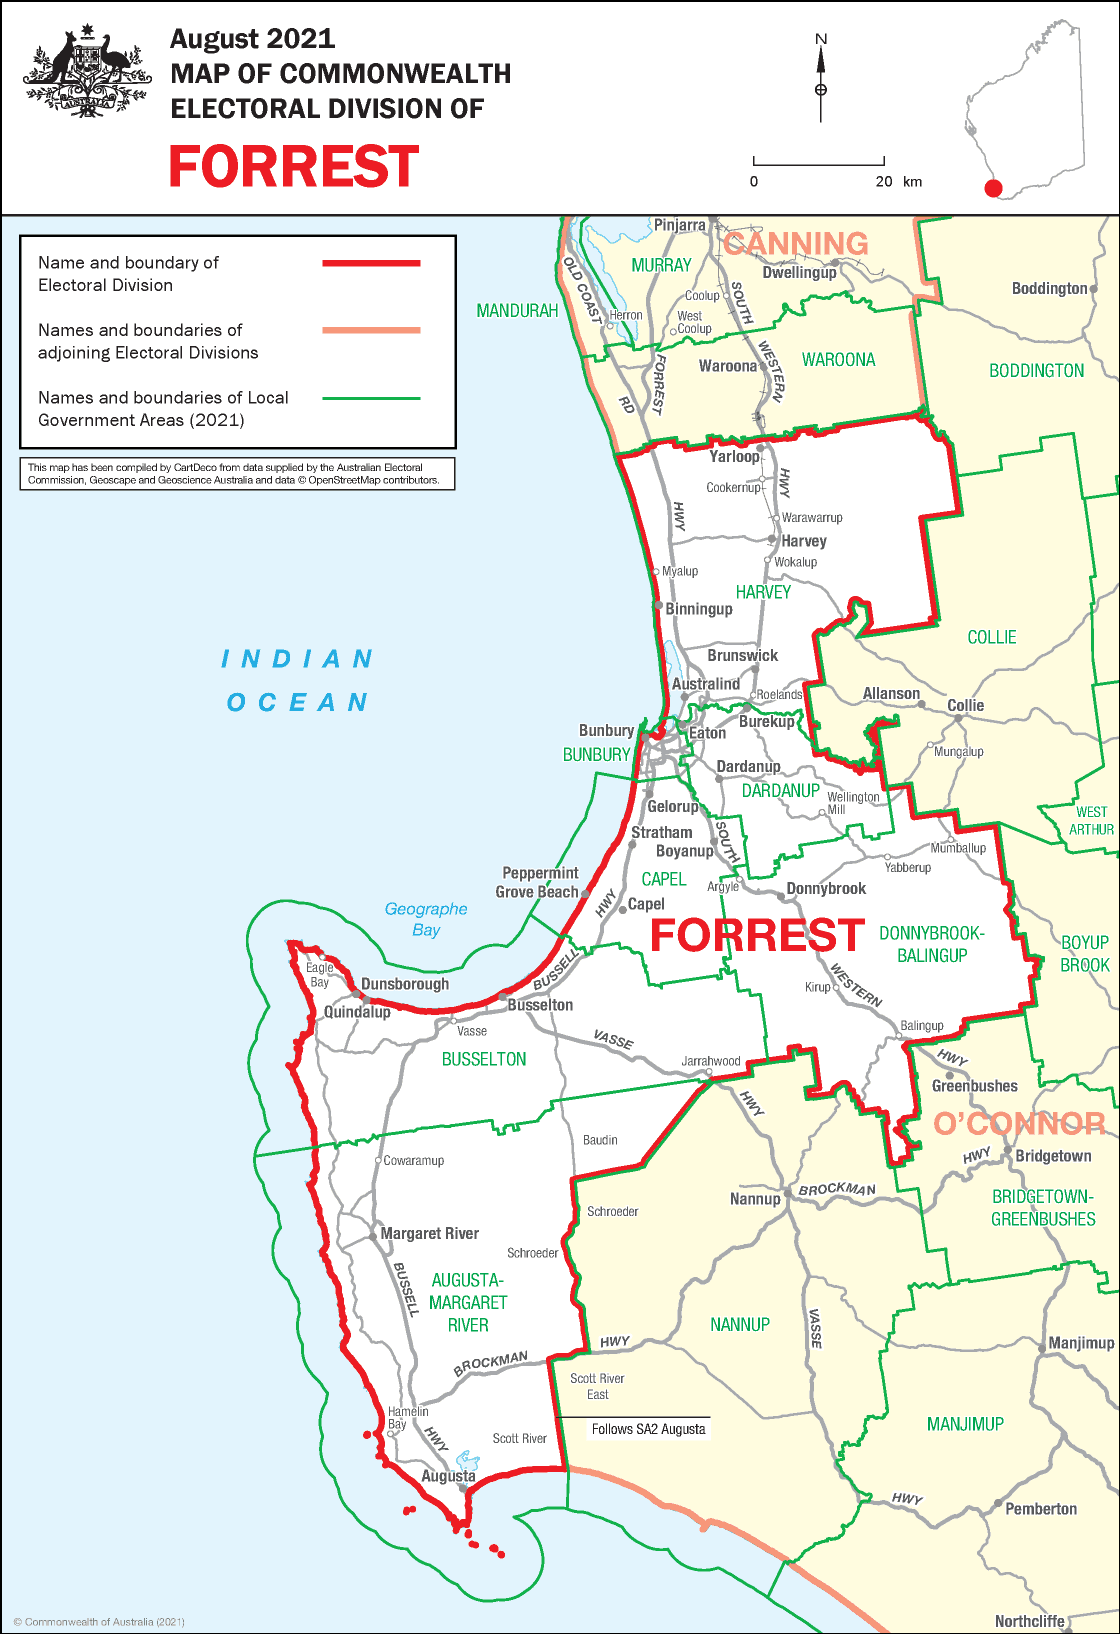 August 2021
MAP OF COMMONWEALTH
ELECTORAL DIVISION OF
FORREST
AUSTRALIA
N
0 20 km
Name and boundary of
Electoral Division
Names and boundaries of
adjoining Electoral Divisions
Names and boundaries of Local
Government Areas (2021)
This map has been compiled by CartDeco from data supplied by the Australian Electoral
Commission, Geoscape and Geoscience Australia and data © OpenStreetMap contributors.
Pinjarra
CANNING
MURRAY
Dwellingup
OLD COAST
Boddington
Coolup
SOUTH
MANDURAH
Herron
West
Coolup
WESTERN
WAROONA
Waroona
BODDINGTON
FORREST
RD
Yarloop
Cookernup
HWY
HWY
Warawarrup
Harvey
Wokalup
Myalup
HARVEY
Binningup
COLLIE
INDIAN
OCEAN
Brunswick
Australind
Roelands
Allanson
Collie
Burekup
Bunbury
Eaton
BUNBURY
Mungalup
Dardanup
DARDANUP
Wellington
Mill
Gelorup
WEST
ARTHUR
Stratham
SOUTH
Boyanup
Mumballup
Yabberup
Peppermint
Grove Beach
CAPEL
Argyle
Donnybrook
HWY
Capel
Geographe
Bay
FORREST
DONNYBROOK-
BALINGUP
BOYUP
BROOK
Eagle
Bay
Dunsborough
BUSSELL
WESTERN
Kirup
Quindalup
Busselton
Vasse
VASSE
Balingup
BUSSELTON
Jarrahwood
HWY
Greenbushes
HWY
O'CONNOR
Baudin
Cowaramup
HWY
Bridgetown
Nannup
BROCKMAN
BRIDGETOWN-
GREENBUSHES
Schroeder
Margaret River
Schroeder
BUSSELL
AUGUSTA-
MARGARET
RIVER
NANNUP
VASSE
HWY
Manjimup
BROCKMAN
Scott River
East
Hamelin
Bay
Follows SA2 Augusta
MANJIMUP
HWY
Scott River
Augusta
HWY
Pemberton
Northcliffe
© Commonwealth of Australia (2021)